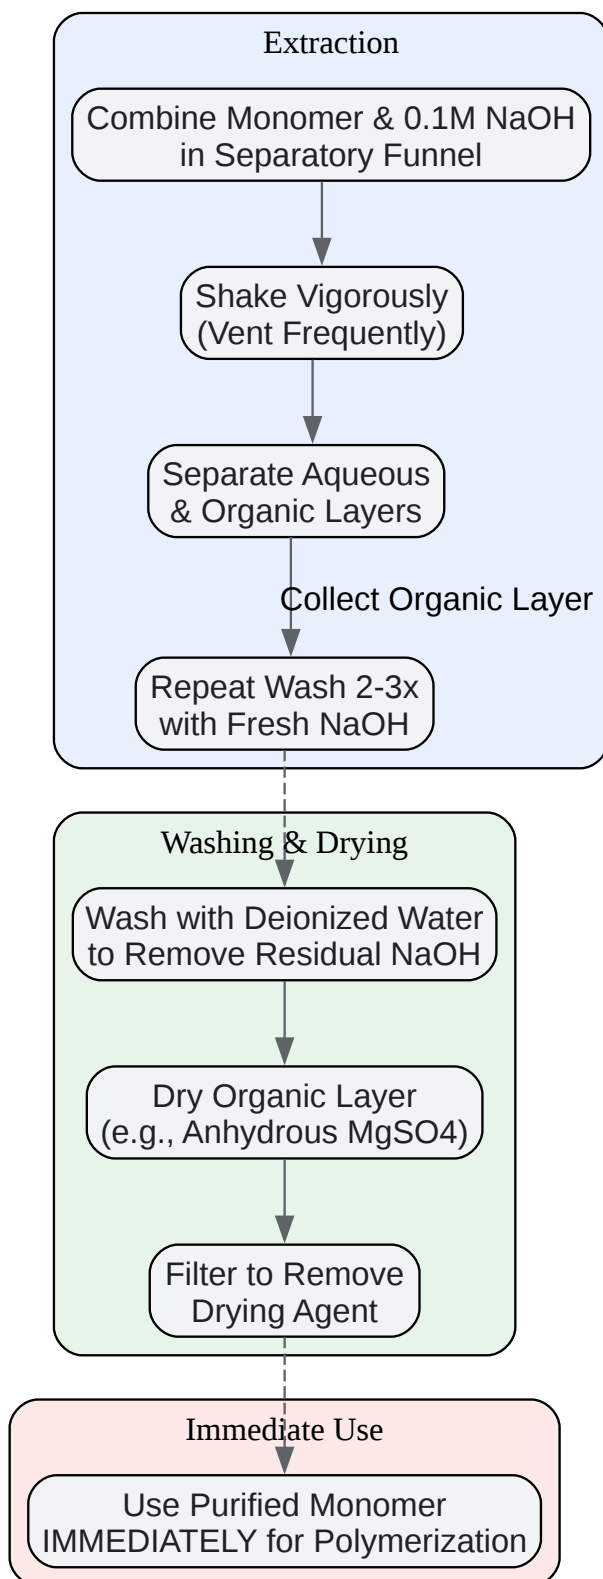 Extraction
Combine Monomer & 0.1M NaOH
in Separatory Funnel
Shake Vigorously
(Vent Frequently)
Separate Aqueous
& Organic Layers
Collect Organic Layer
Repeat Wash 2-3x
with Fresh NaOH
Washing & Drying
Wash with Deionized Water
to Remove Residual NaOH
Dry Organic Layer
(e.g., Anhydrous MgSO4)
Filter to Remove
Drying Agent
Immediate Use
Use Purified Monomer
IMMEDIATELY for Polymerization